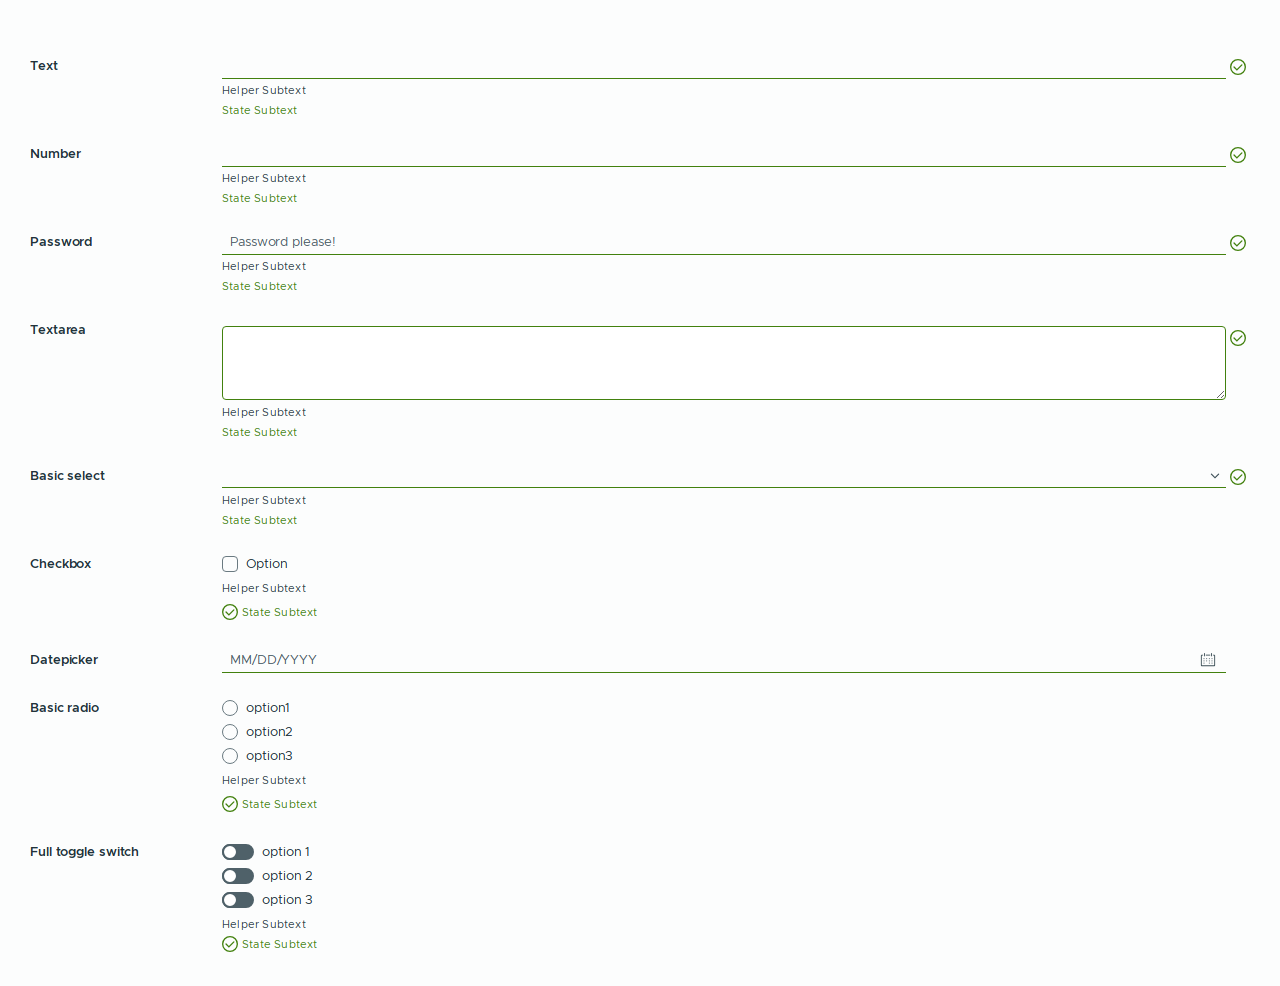 Text
Helper Subtext
State Subtext
Number
Helper Subtext
State Subtext
Password
Password please!
Helper Subtext
State Subtext
Textarea
Helper Subtext
State Subtext
Basic select
Helper Subtext
State Subtext
Checkbox
Option
Helper Subtext
State Subtext
Datepicker
MM/DD/YYYY
Basic radio
option1
option2
option3
Helper Subtext
State Subtext
Full toggle switch
option 1
option 2
option 3
Helper Subtext
State Subtext